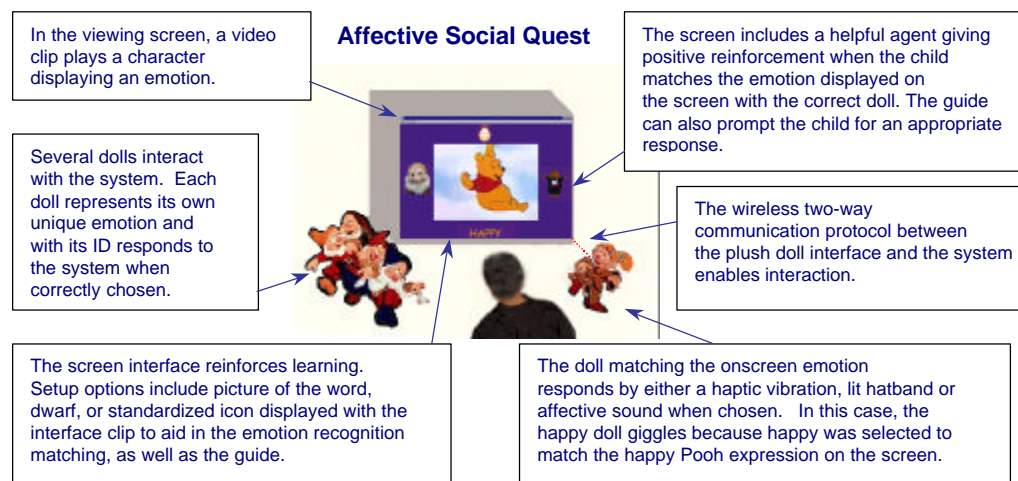 Affective Social Quest
In the viewing screen, a video
clip plays a character
displaying an emotion.
The screen includes a helpful agent giving
positive reinforcement when the child
matches the emotion displayed on
the screen with the correct doll. The guide
can also prompt the child for an appropriate
response.
Several dolls interact
with the system.  Each
doll represents its own
unique emotion and
with its ID responds to
the system when
correctly chosen.
HAPPY
The wireless two-way
communication protocol between
the plush doll interface and the system
enables interaction.
The screen interface reinforces learning.
Setup options include picture of the word,
dwarf, or standardized icon displayed with the
interface clip to aid in the emotion recognition
matching, as well as the guide.
The doll matching the onscreen emotion
responds by either a haptic vibration, lit hatband or
affective sound when chosen.   In this case, the
happy doll giggles because happy was selected to
match the happy Pooh expression on the screen.